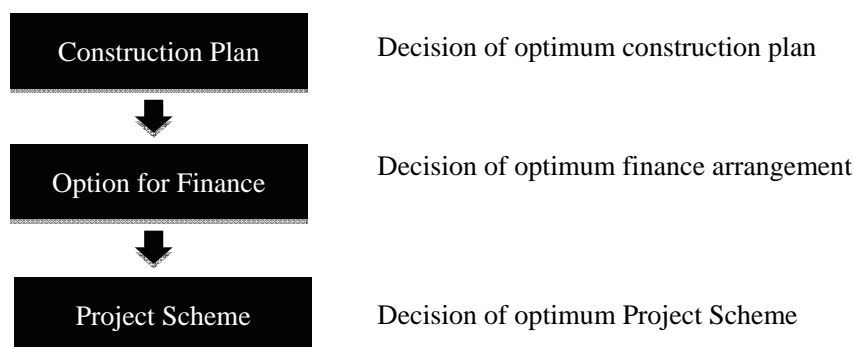 Construction Plan
Decision of optimum construction plan
Option for Finance
Decision of optimum finance arrangement
Project Scheme
Decision of optimum Project Scheme